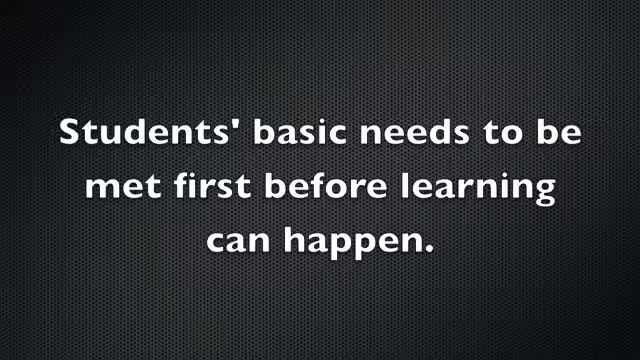 Students' basic needs to be
met first before learning
can happen.